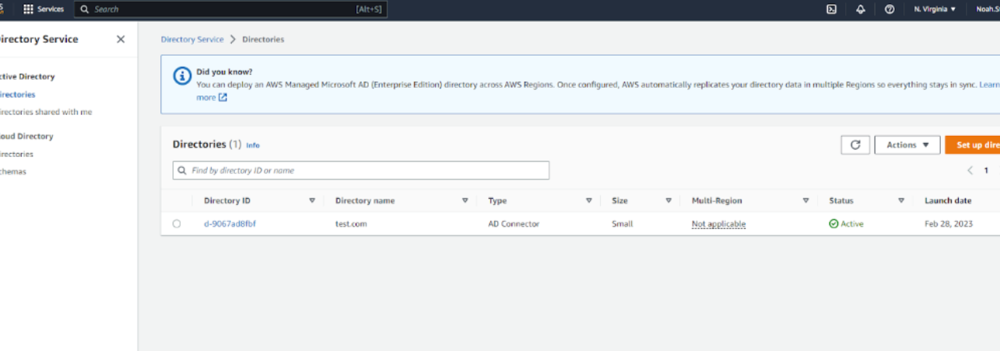 Services Search [Alt+S] N. Virginia ▼ Noah.S
irectory Service ✕
Directory Service > Directories
Did you know?
You can deploy an AWS Managed Microsoft AD (Enterprise Edition) directory across AWS Regions. Once configured, AWS automatically replicates your directory data in multiple Regions so everything stays in sync. Learn
more
ctive Directory
irectories
irectories shared with me
oud Directory
irectories
chemas
Directories (1) Info
Actions ▼ Set up dire
Find by directory ID or name
< 1
Directory ID Directory name Type Size Multi-Region Status Launch date
d-9067ad8fbf test.com AD Connector Small Not applicable Active Feb 28, 2023